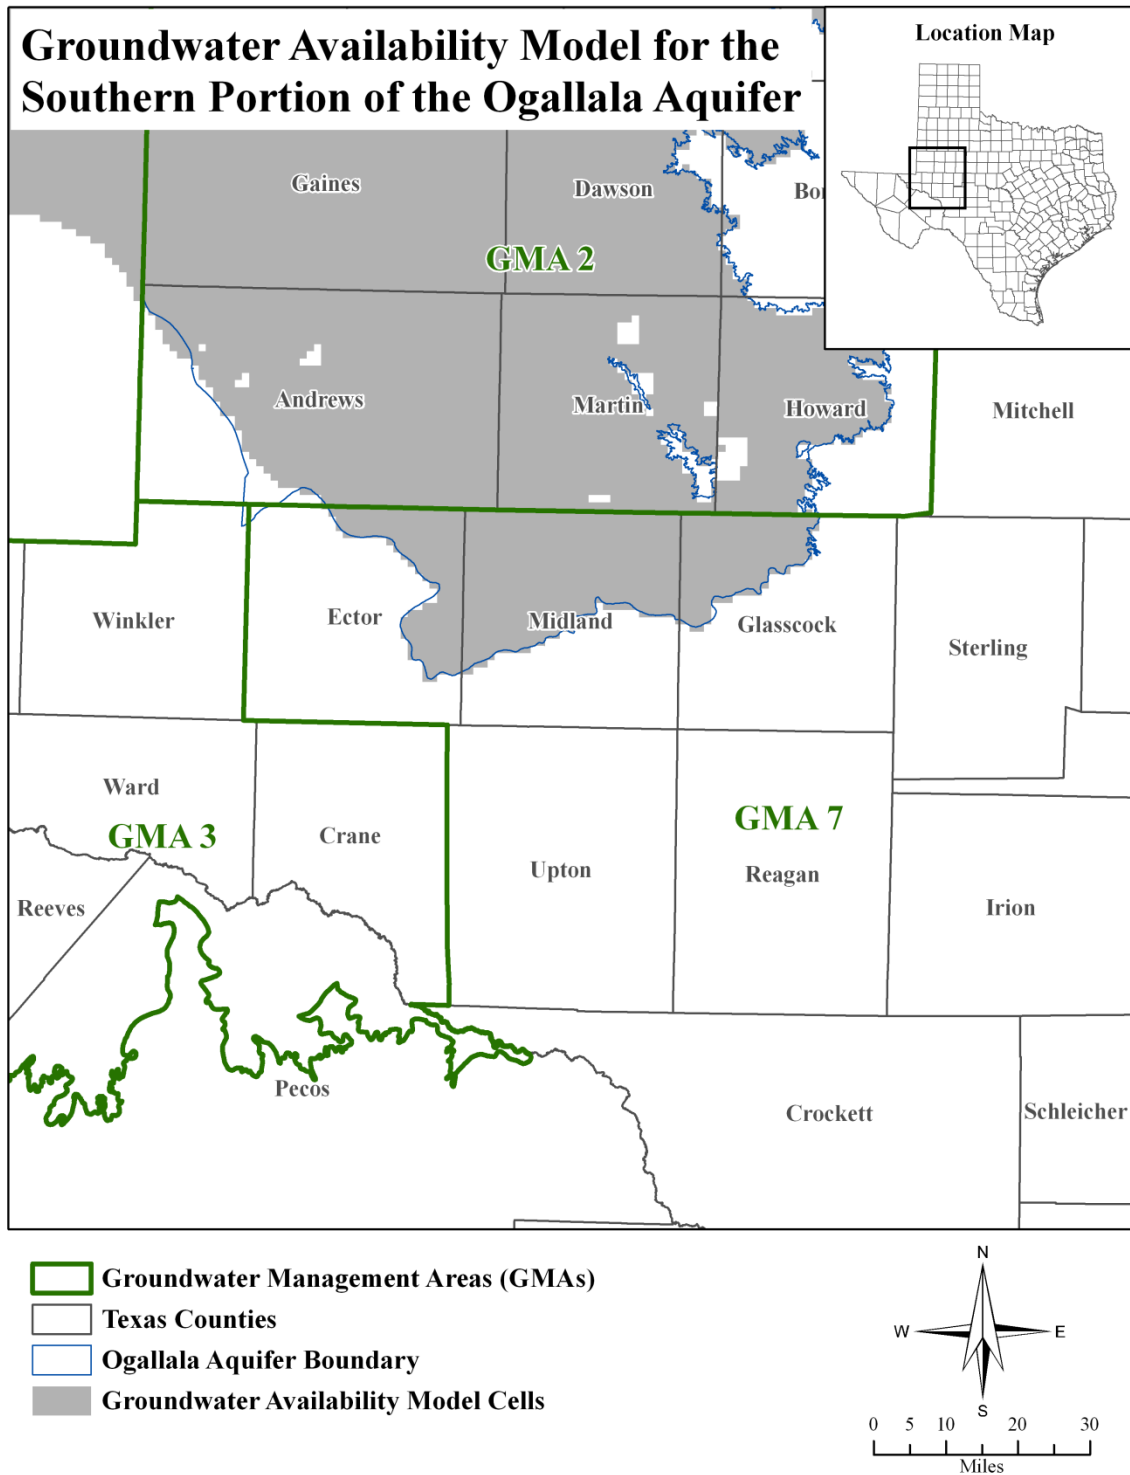 Groundwater Availability Model for the
Southern Portion of the Ogallala Aquifer
Location Map
Gaines
Dawson
Bor
GMA 2
Andrews
Martin
Howard
Mitchell
Winkler
Ector
Midland
Glasscock
Sterling
Ward
GMA 3
Crane
GMA 7
Upton
Reagan
Reeves
Irion
Pecos
Crockett
Schleicher
Groundwater Management Areas (GMAs)
Texas Counties
Ogallala Aquifer Boundary
Groundwater Availability Model Cells
N
W
E
S
0 5 10 20 30
Miles